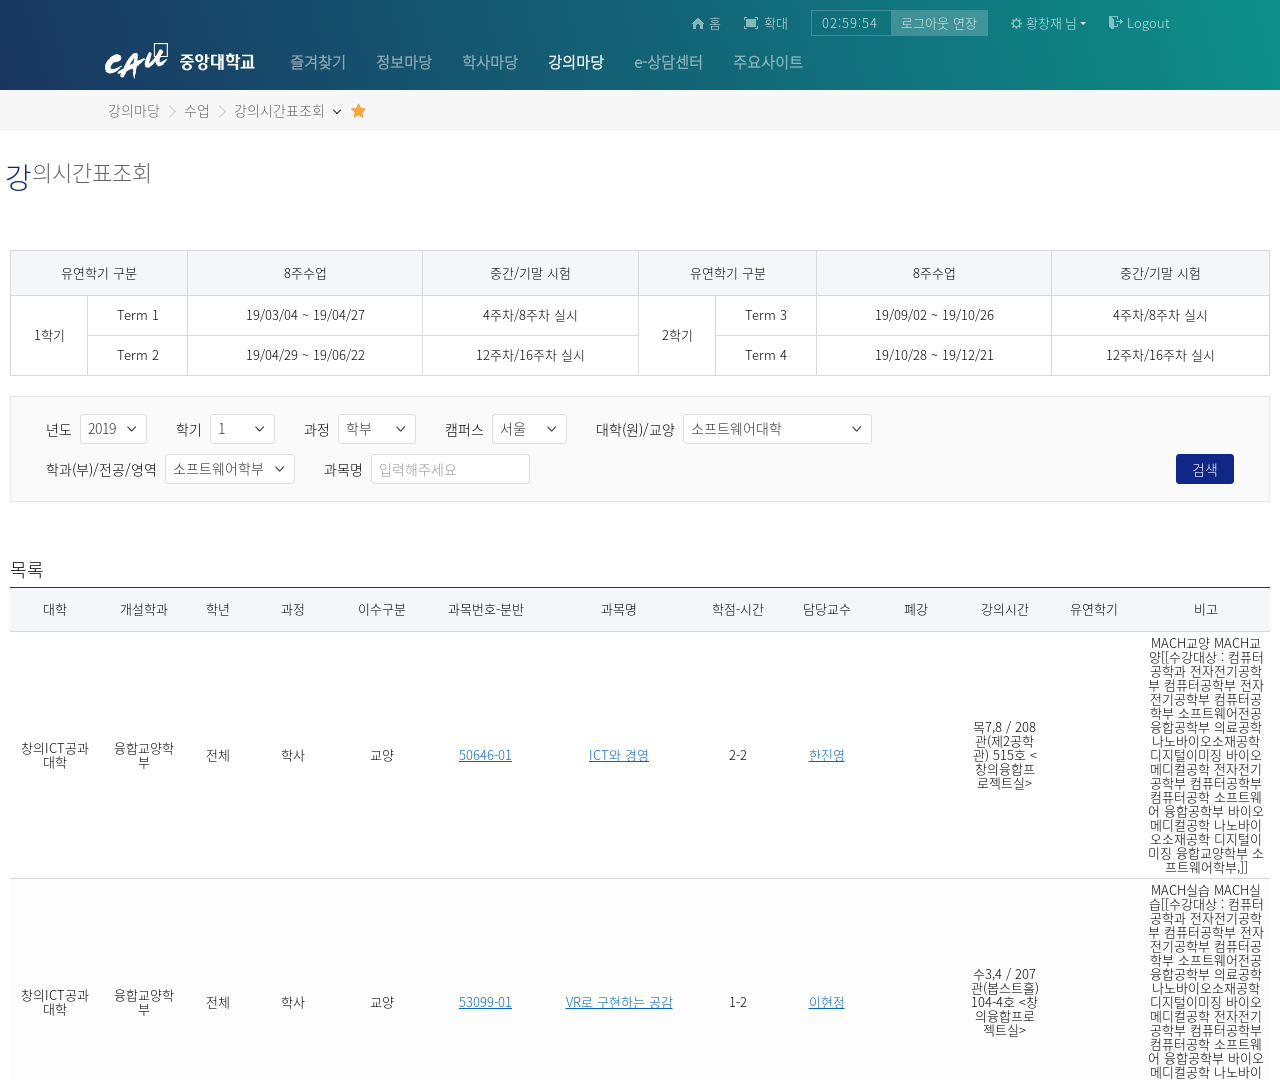 홈 확대 02:59:54 로그아웃 연장 황창재 님 Logout
CAU 중앙대학교 즐겨찾기 정보마당 학사마당 강의마당 e-상담센터 주요사이트
강의마당 수업 강의시간표조회
강의시간표조회
유연학기 구분 8주수업 중간/기말 시험 유연학기 구분 8주수업 중간/기말 시험
1학기 Term 1 19/03/04 ~ 19/04/27 4주차/8주차 실시 2학기 Term 3 19/09/02 ~ 19/10/26 4주차/8주차 실시
Term 2 19/04/29 ~ 19/06/22 12주차/16주차 실시 Term 4 19/10/28 ~ 19/12/21 12주차/16주차 실시
년도 2019 학기 1 과정 학부 캠퍼스 서울 대학(원)/교양 소프트웨어대학
학과(부)/전공/영역 소프트웨어학부 과목명 입력해주세요 검색
목록
대학 개설학과 학년 과정 이수구분 과목번호-분반 과목명 학점-시간 담당교수 폐강 강의시간 유연학기 비고
창의ICT공과
대학
융합교양학
부
전체
학사
교양
50646-01
ICT와 경영
2-2
한진영
목7,8 / 208
관(제2공학
관) 515호 <
창의융합프
로젝트실>
MACH교양 MACH교
양[[수강대상 : 컴퓨터
공학과 전자전기공학
부 컴퓨터공학부 전자
전기공학부 컴퓨터공
학부 소프트웨어전공
융합공학부 의료공학
나노바이오소재공학
디지털이미징 바이오
메디컬공학 전자전기
공학부 컴퓨터공학부
컴퓨터공학 소프트웨
어 융합공학부 바이오
메디컬공학 나노바이
오소재공학 디지털이
미징 융합교양학부 소
프트웨어학부,]]
창의ICT공과
대학
융합교양학
부
전체
학사
교양
53099-01
VR로 구현하는 공감
1-2
이현정
수3,4 / 207
관(봅스트홀)
104-4호 <창
의융합프로
젝트실>
MACH실습 MACH실
습[[수강대상 : 컴퓨터
공학과 전자전기공학
부 컴퓨터공학부 전자
전기공학부 컴퓨터공
학부 소프트웨어전공
융합공학부 의료공학
나노바이오소재공학
디지털이미징 바이오
메디컬공학 전자전기
공학부 컴퓨터공학부
컴퓨터공학 소프트웨
어 융합공학부 바이오
메디컬공학 나노바이